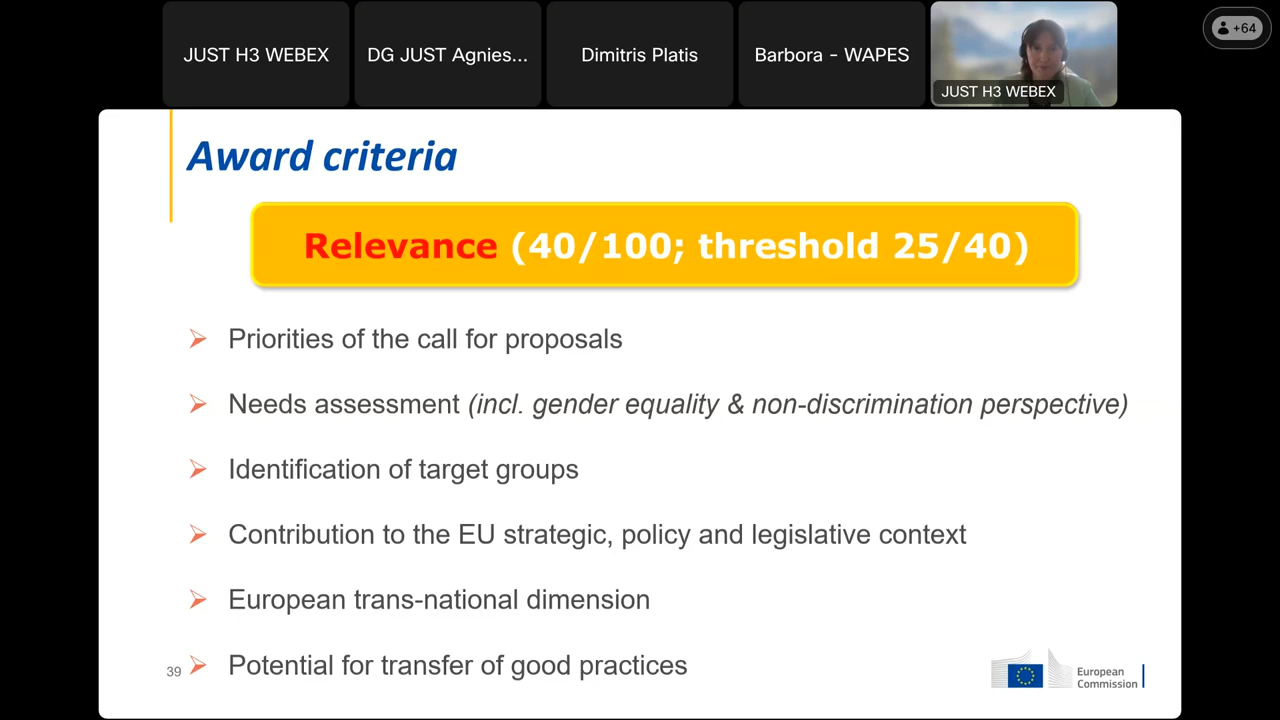 JUST H3 WEBEX
DG JUST Agnies...
Dimitris Platis
Barbora - WAPES
JUST H3 WEBEX
+64
Award criteria
Relevance (40/100; threshold 25/40)
Priorities of the call for proposals
Needs assessment (incl. gender equality & non-discrimination perspective)
Identification of target groups
Contribution to the EU strategic, policy and legislative context
European trans-national dimension
Potential for transfer of good practices
39
European
Commission